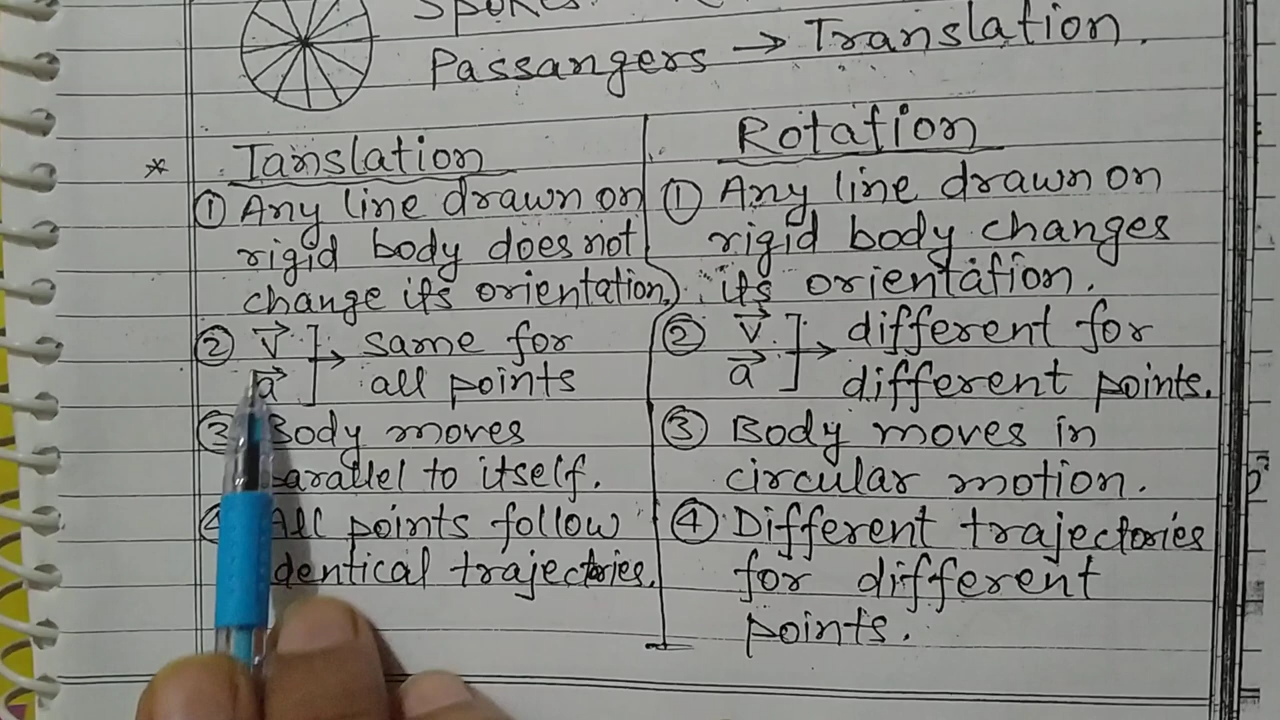 Spokes
Passangers → Translation.
* Tanslation
① Any line drawn on
rigid body does not
change its orientation.
② v⃗ ] → same for
a⃗ ] all points
③ Body moves
parallel to itself.
④ All points follow
identical trajectories.
Rotation
① Any line drawn on
rigid body changes
its orientation.
② v⃗ ] → different for
a⃗ ] different points.
③ Body moves in
circular motion.
④ Different trajectories
for different
points.